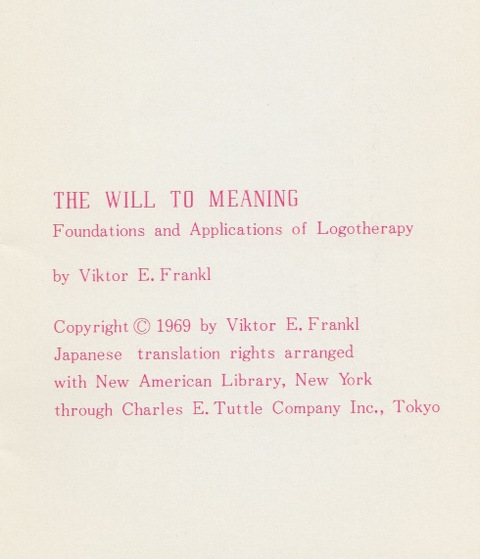 THE WILL TO MEANING
Foundations and Applications of Logotherapy
by Viktor E. Frankl
Copyright © 1969 by Viktor E. Frankl
Japanese translation rights arranged
with New American Library, New York
through Charles E. Tuttle Company Inc., Tokyo